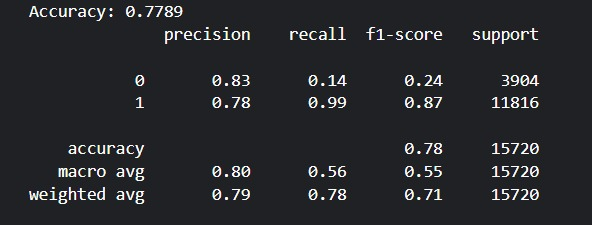 Accuracy: 0.7789
precision recall f1-score support
0 0.83 0.14 0.24 3904
1 0.78 0.99 0.87 11816
accuracy 0.78 15720
macro avg 0.80 0.56 0.55 15720
weighted avg 0.79 0.78 0.71 15720